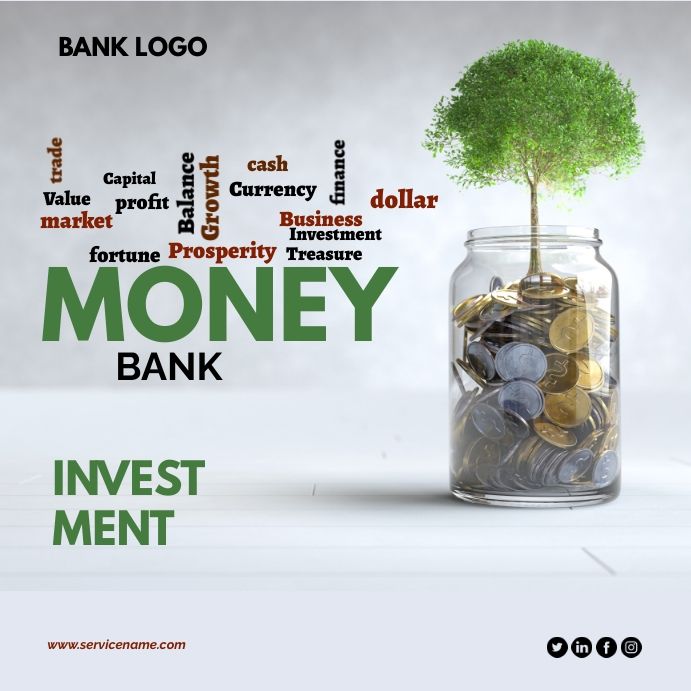 BANK LOGO
trade
Value
market
Capital
profit
fortune
Balance
Growth
Prosperity
cash
Currency
Business
Investment
Treasure
finance
dollar
MONEY
BANK
INVEST
MENT
www.servicename.com